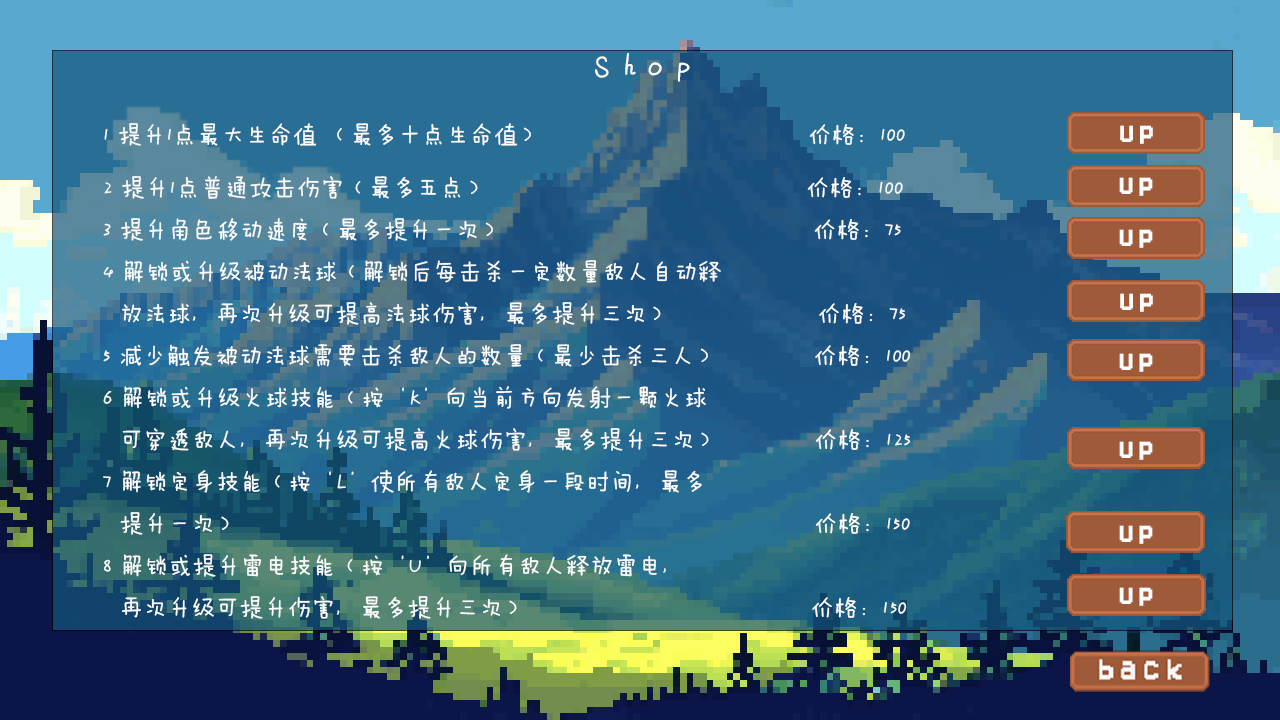 Shop
1 提升1点最大生命值（最多十点生命值） 价格：100 UP
2 提升1点普通攻击伤害（最多五点） 价格：100 UP
3 提升角色移动速度（最多提升一次） 价格：75 UP
4 解锁或升级被动法球（解锁后每击杀一定数量敌人自动释
放法球，再次升级可提高法球伤害，最多提升三次） 价格：75 UP
5 减少触发被动法球需要击杀敌人的数量（最少击杀三人） 价格：100 UP
6 解锁或升级火球技能（按‘K’向当前方向发射一颗火球
可穿透敌人，再次升级可提高火球伤害，最多提升三次） 价格：125 UP
7 解锁定身技能（按‘L’使所有敌人定身一段时间，最多
提升一次） 价格：150 UP
8 解锁或提升雷电技能（按‘U’向所有敌人释放雷电，
再次升级可提升伤害，最多提升三次） 价格：150 UP
back